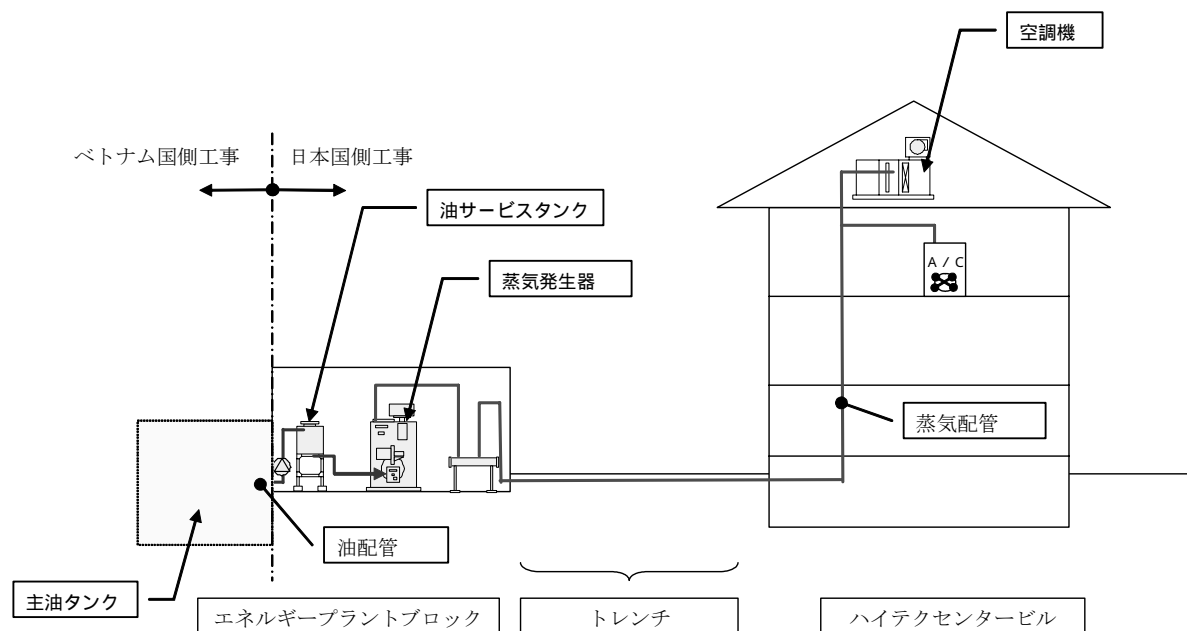 空調機
ベトナム国側工事
日本国側工事
油サービスタンク
蒸気発生器
A / C
蒸気配管
油配管
主油タンク
エネルギープラントブロック
トレンチ
ハイテクセンタービル